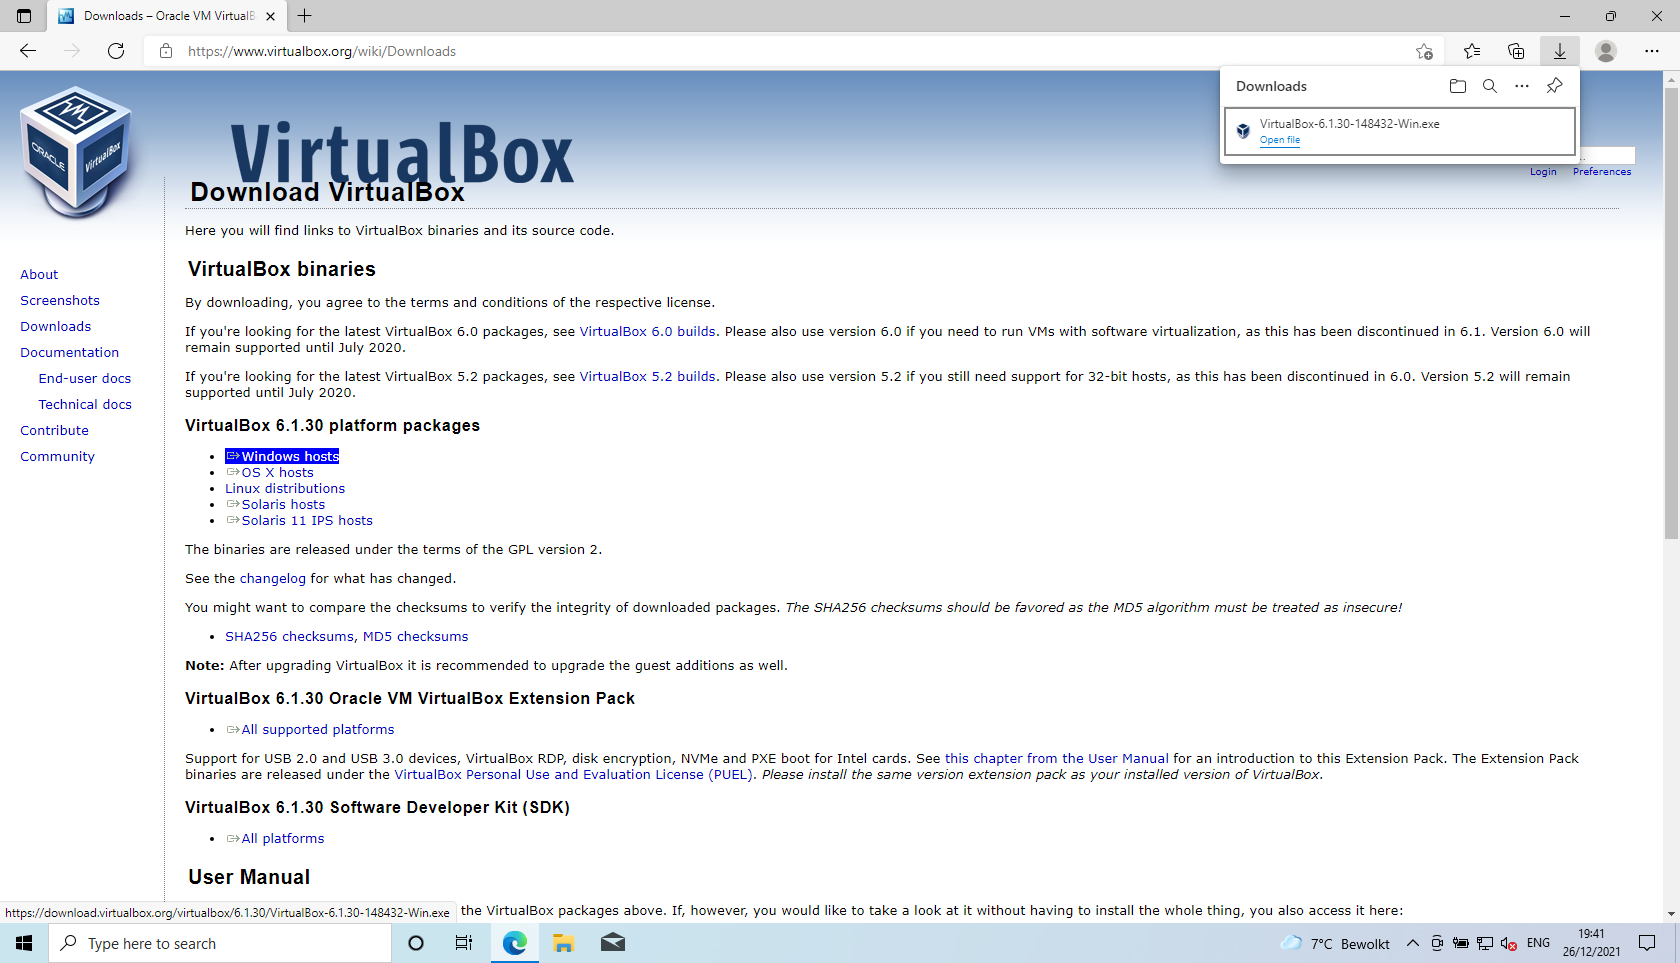 Downloads – Oracle VM VirtualB
https://www.virtualbox.org/wiki/Downloads
Downloads
VirtualBox-6.1.30-148432-Win.exe
Open file
ORACLE
VirtualBox
VirtualBox
Login Preferences
Download VirtualBox
Here you will find links to VirtualBox binaries and its source code.
About
Screenshots
Downloads
Documentation
End-user docs
Technical docs
Contribute
Community
VirtualBox binaries
By downloading, you agree to the terms and conditions of the respective license.
If you're looking for the latest VirtualBox 6.0 packages, see VirtualBox 6.0 builds. Please also use version 6.0 if you need to run VMs with software virtualization, as this has been discontinued in 6.1. Version 6.0 will
remain supported until July 2020.
If you're looking for the latest VirtualBox 5.2 packages, see VirtualBox 5.2 builds. Please also use version 5.2 if you still need support for 32-bit hosts, as this has been discontinued in 6.0. Version 5.2 will remain
supported until July 2020.
VirtualBox 6.1.30 platform packages
Windows hosts
OS X hosts
Linux distributions
Solaris hosts
Solaris 11 IPS hosts
The binaries are released under the terms of the GPL version 2.
See the changelog for what has changed.
You might want to compare the checksums to verify the integrity of downloaded packages. The SHA256 checksums should be favored as the MD5 algorithm must be treated as insecure!
SHA256 checksums, MD5 checksums
Note: After upgrading VirtualBox it is recommended to upgrade the guest additions as well.
VirtualBox 6.1.30 Oracle VM VirtualBox Extension Pack
All supported platforms
Support for USB 2.0 and USB 3.0 devices, VirtualBox RDP, disk encryption, NVMe and PXE boot for Intel cards. See this chapter from the User Manual for an introduction to this Extension Pack. The Extension Pack
binaries are released under the VirtualBox Personal Use and Evaluation License (PUEL). Please install the same version extension pack as your installed version of VirtualBox.
VirtualBox 6.1.30 Software Developer Kit (SDK)
All platforms
User Manual
https://download.virtualbox.org/virtualbox/6.1.30/VirtualBox-6.1.30-148432-Win.exe the VirtualBox packages above. If, however, you would like to take a look at it without having to install the whole thing, you also access it here:
Type here to search
7°C Bewolkt
ENG
19:41
26/12/2021